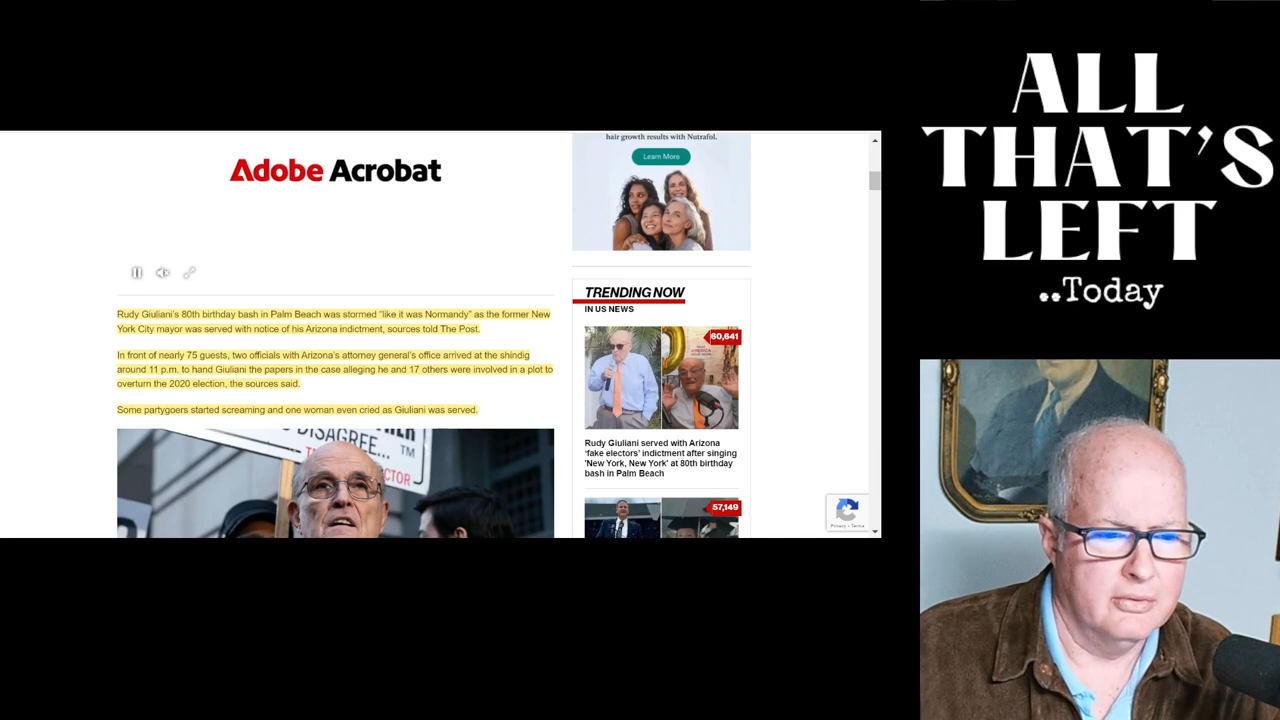 hair growth results with Nutrafol.
Learn More
Adobe Acrobat
Rudy Giuliani's 80th birthday bash in Palm Beach was stormed "like it was Normandy" as the former New
York City mayor was served with notice of his Arizona indictment, sources told The Post.
In front of nearly 75 guests, two officials with Arizona's attorney general's office arrived at the shindig
around 11 p.m. to hand Giuliani the papers in the case alleging he and 17 others were involved in a plot to
overturn the 2020 election, the sources said.
Some partygoers started screaming and one woman even cried as Giuliani was served.
DISAGREE... TM
TRENDING NOW
IN US NEWS
60,641
Rudy Giuliani served with Arizona
'fake electors' indictment after singing
'New York, New York' at 80th birthday
bash in Palm Beach
57,149
Privacy - Terms
ALL
THAT'S
LEFT
..Today